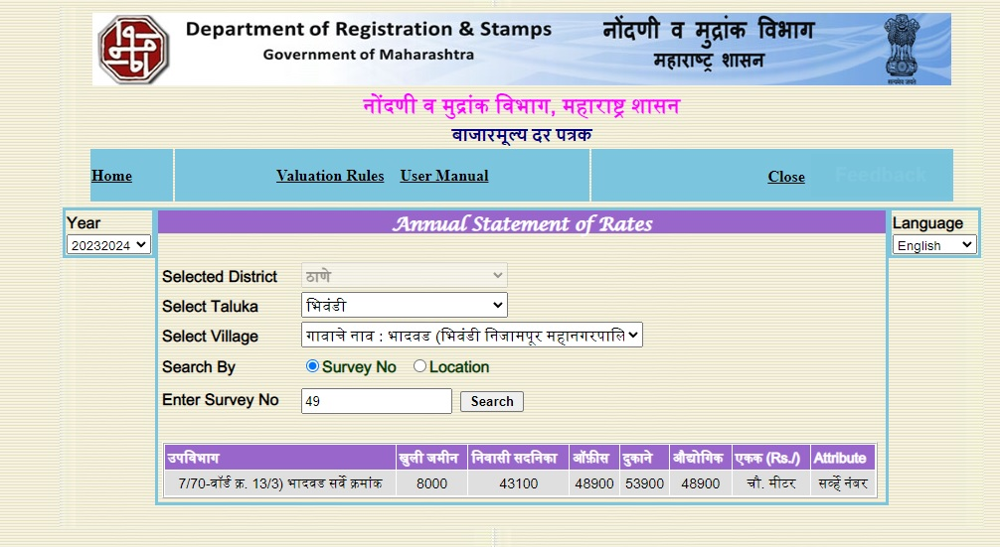 Department of Registration & Stamps
Government of Maharashtra
नोंदणी व मुद्रांक विभाग
महाराष्ट्र शासन
नोंदणी व मुद्रांक विभाग, महाराष्ट्र शासन
बाजारमूल्य दर पत्रक
Home Valuation Rules User Manual Close Feedback
Year Annual Statement of Rates Language
20232024 English
Selected District ठाणे
Select Taluka भिवंडी
Select Village गावाचे नाव : भादवड (भिवंडी निजामपूर महानगरपालि
Search By Survey No Location
Enter Survey No 49 Search
उपविभाग खुली जमीन निवासी सदनिका ऑफ़ीस दुकाने औद्योगिक एकक (Rs./) Attribute
7/70-वॉर्ड क्र. 13/3) भादवड सर्वे क्रमांक 8000 43100 48900 53900 48900 चौ. मीटर सर्व्हे नंबर